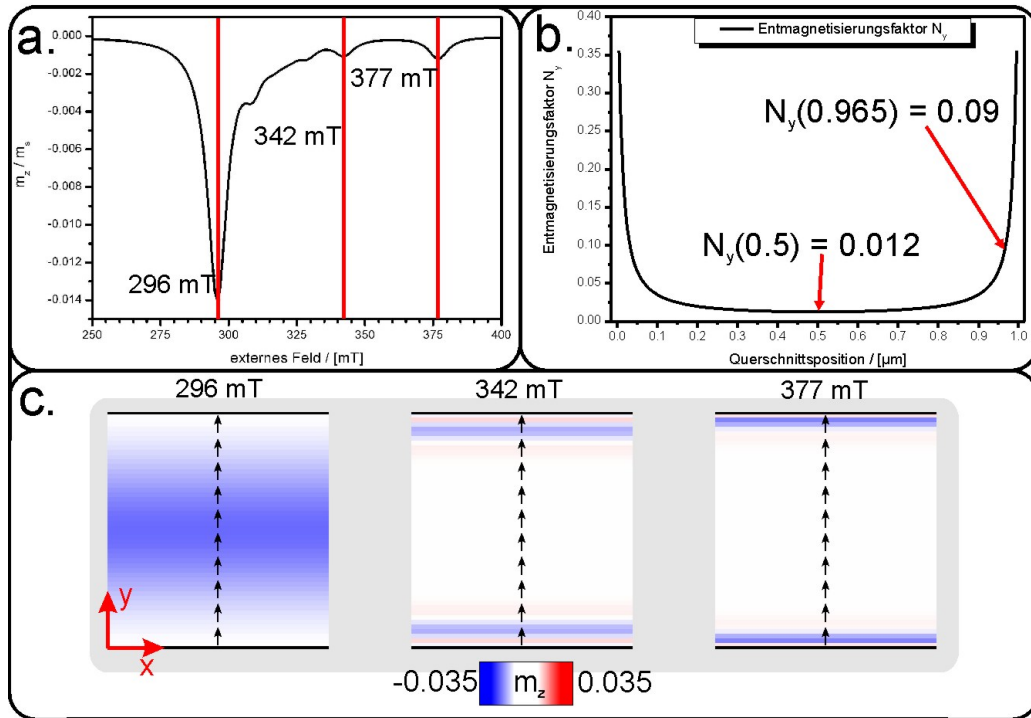 a.
0.000
-0.002
-0.004
-0.006
-0.008
-0.010
-0.012
-0.014
m_z / m_s
377 mT
342 mT
296 mT
250
300
350
400
externes Feld / [mT]
b.
Entmagnetisierungsfaktor N_y
0.40
0.35
0.30
0.25
0.20
0.15
0.10
0.05
0.00
Entmagnetisierungsfaktor N_y
N_y(0.965) = 0.09
N_y(0.5) = 0.012
0.0 0.1 0.2 0.3 0.4 0.5 0.6 0.7 0.8 0.9 1.0
Querschnittsposition / [µm]
c.
296 mT
342 mT
377 mT
y
x
-0.035 m_z 0.035